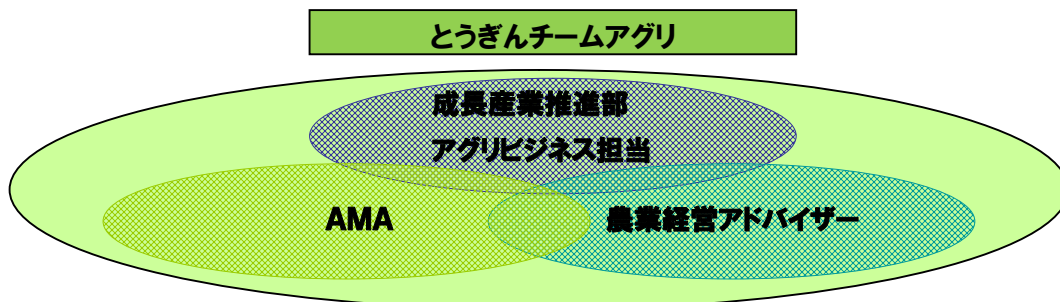 とうぎんチームアグリ
成長産業推進部
アグリビジネス担当
AMA
農業経営アドバイザー